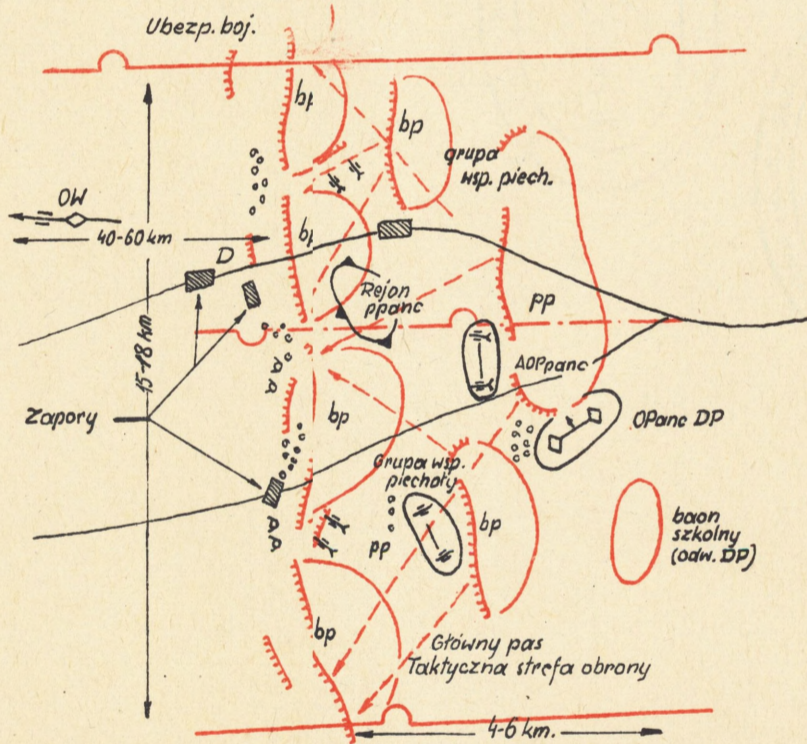 Ubezp. boj.
bp
bp
grupa
wsp. piech.
OW
40-60 km
D
bp
Rejon
ppanc
pp
15-18 km
AOPpanc
Zapory
bp
OPanc DP
Grupa wsp.
piechoty
bp
pp
baon
szkolny
(odw. DP)
bp
Główny pas
Taktyczna strefa obrony
4-6 km.